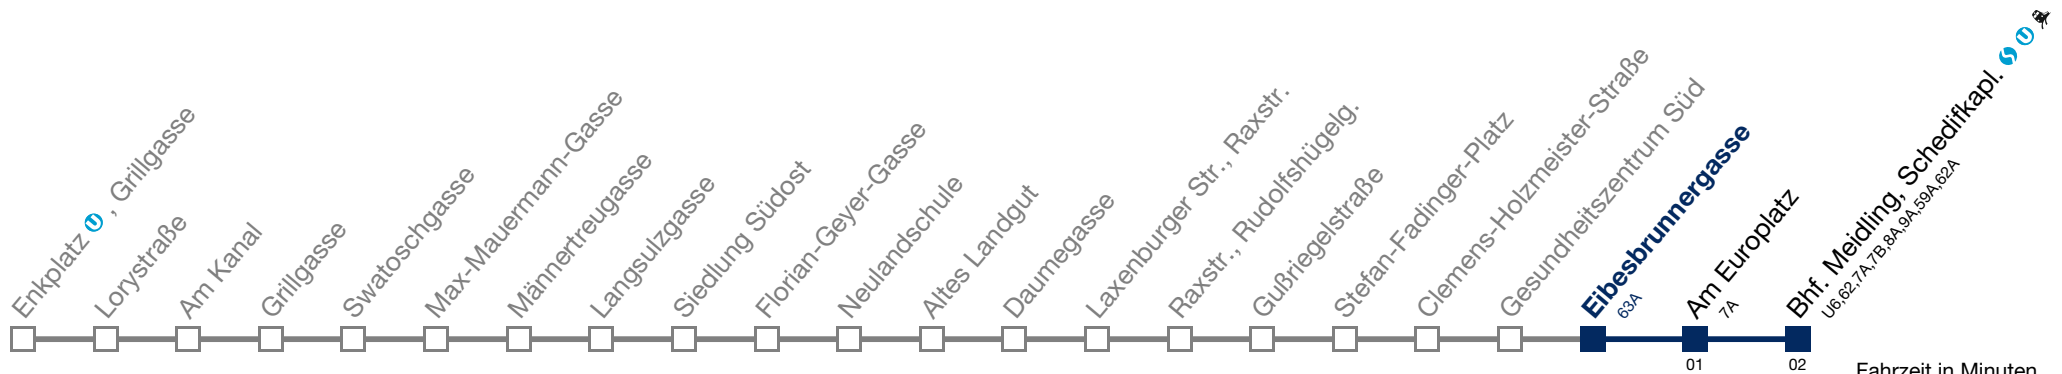 Enkplatz U , Grillgasse
Lorystraße
Am Kanal
Grillgasse
Swatoschgasse
Max-Mauermann-Gasse
Männertreugasse
Langsulzgasse
Siedlung Südost
Florian-Geyer-Gasse
Neulandschule
Altes Landgut
Daumegasse
Laxenburger Str., Raxstr.
Raxstr., Rudolfshügelg.
Gußriegelstraße
Stefan-Fadinger-Platz
Clemens-Holzmeister-Straße
Gesundheitszentrum Süd
Eibesbrunnergasse
63A
Am Europlatz
7A
Bhf. Meidling, Schedifkapl. S U
U6,62,7A,7B,8A,9A,59A,62A
01
02
Fahrzeit in Minuten